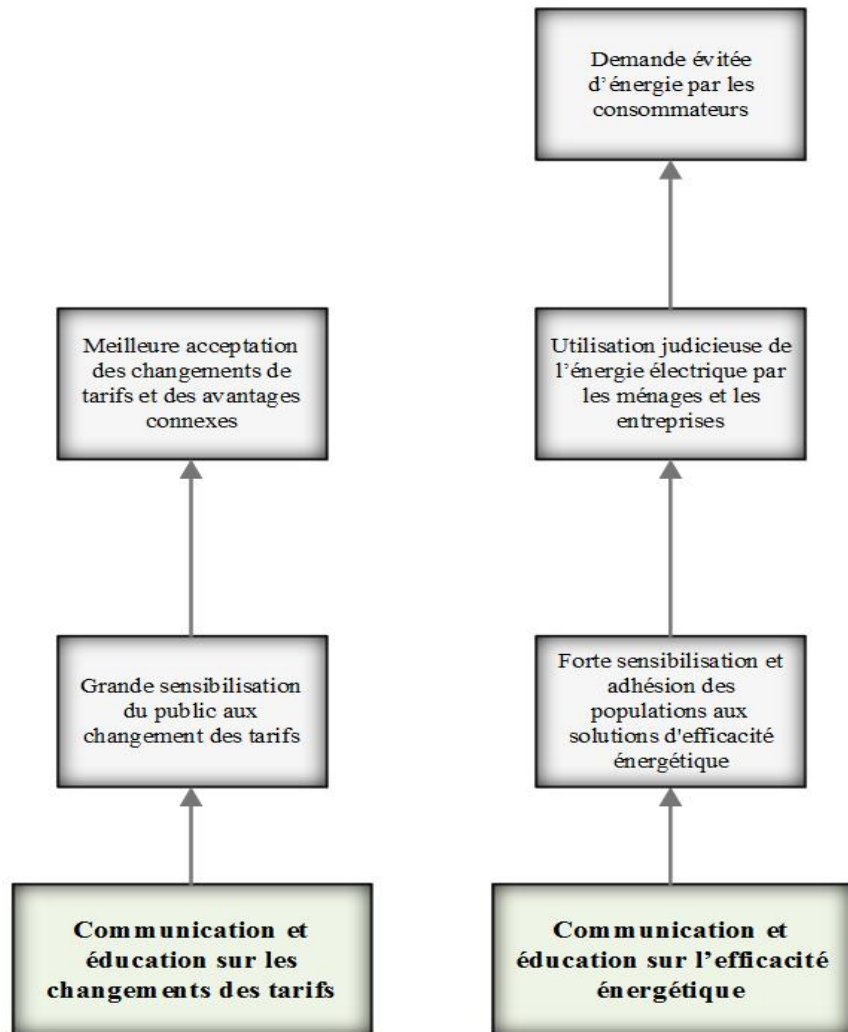 Demande évitée
d'énergie par les
consommateurs
Meilleure acceptation
des changements de
tarifs et des avantages
connexes
Utilisation judicieuse de
l'énergie électrique par
les ménages et les
entreprises
Grande sensibilisation
du public aux
changement des tarifs
Forte sensibilisation et
adhésion des
populations aux
solutions d'efficacité
énergétique
Communication et
éducation sur les
changements des tarifs
Communication et
éducation sur l'efficacité
énergétique